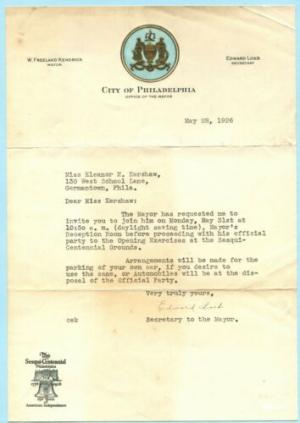 W. FREELAND KENDRICK
MAYOR
EDWARD LOEB
SECRETARY
CITY OF PHILADELPHIA
OFFICE OF THE MAYOR
May 28, 1926
Miss Eleanor E. Kershaw,
130 West School Lane,
Germantown, Phila.
Dear Miss Kershaw:
The Mayor has requested me to
invite you to join him on Monday, May 31st at
10:30 a. m. (daylight saving time), Mayor's
Reception Room before proceeding with his official
party to the Opening Exercises at the Sesqui-
Centennial Grounds.
Arrangements will be made for the
parking of your own car, if you desire to
use the same, or Automobiles will be at the dis-
posal of the Official Party.
Very truly yours,
Edward Loeb
Secretary to the Mayor.
cek
The
Sesqui-Centennial
Philadelphia
1776 1926
American Independence